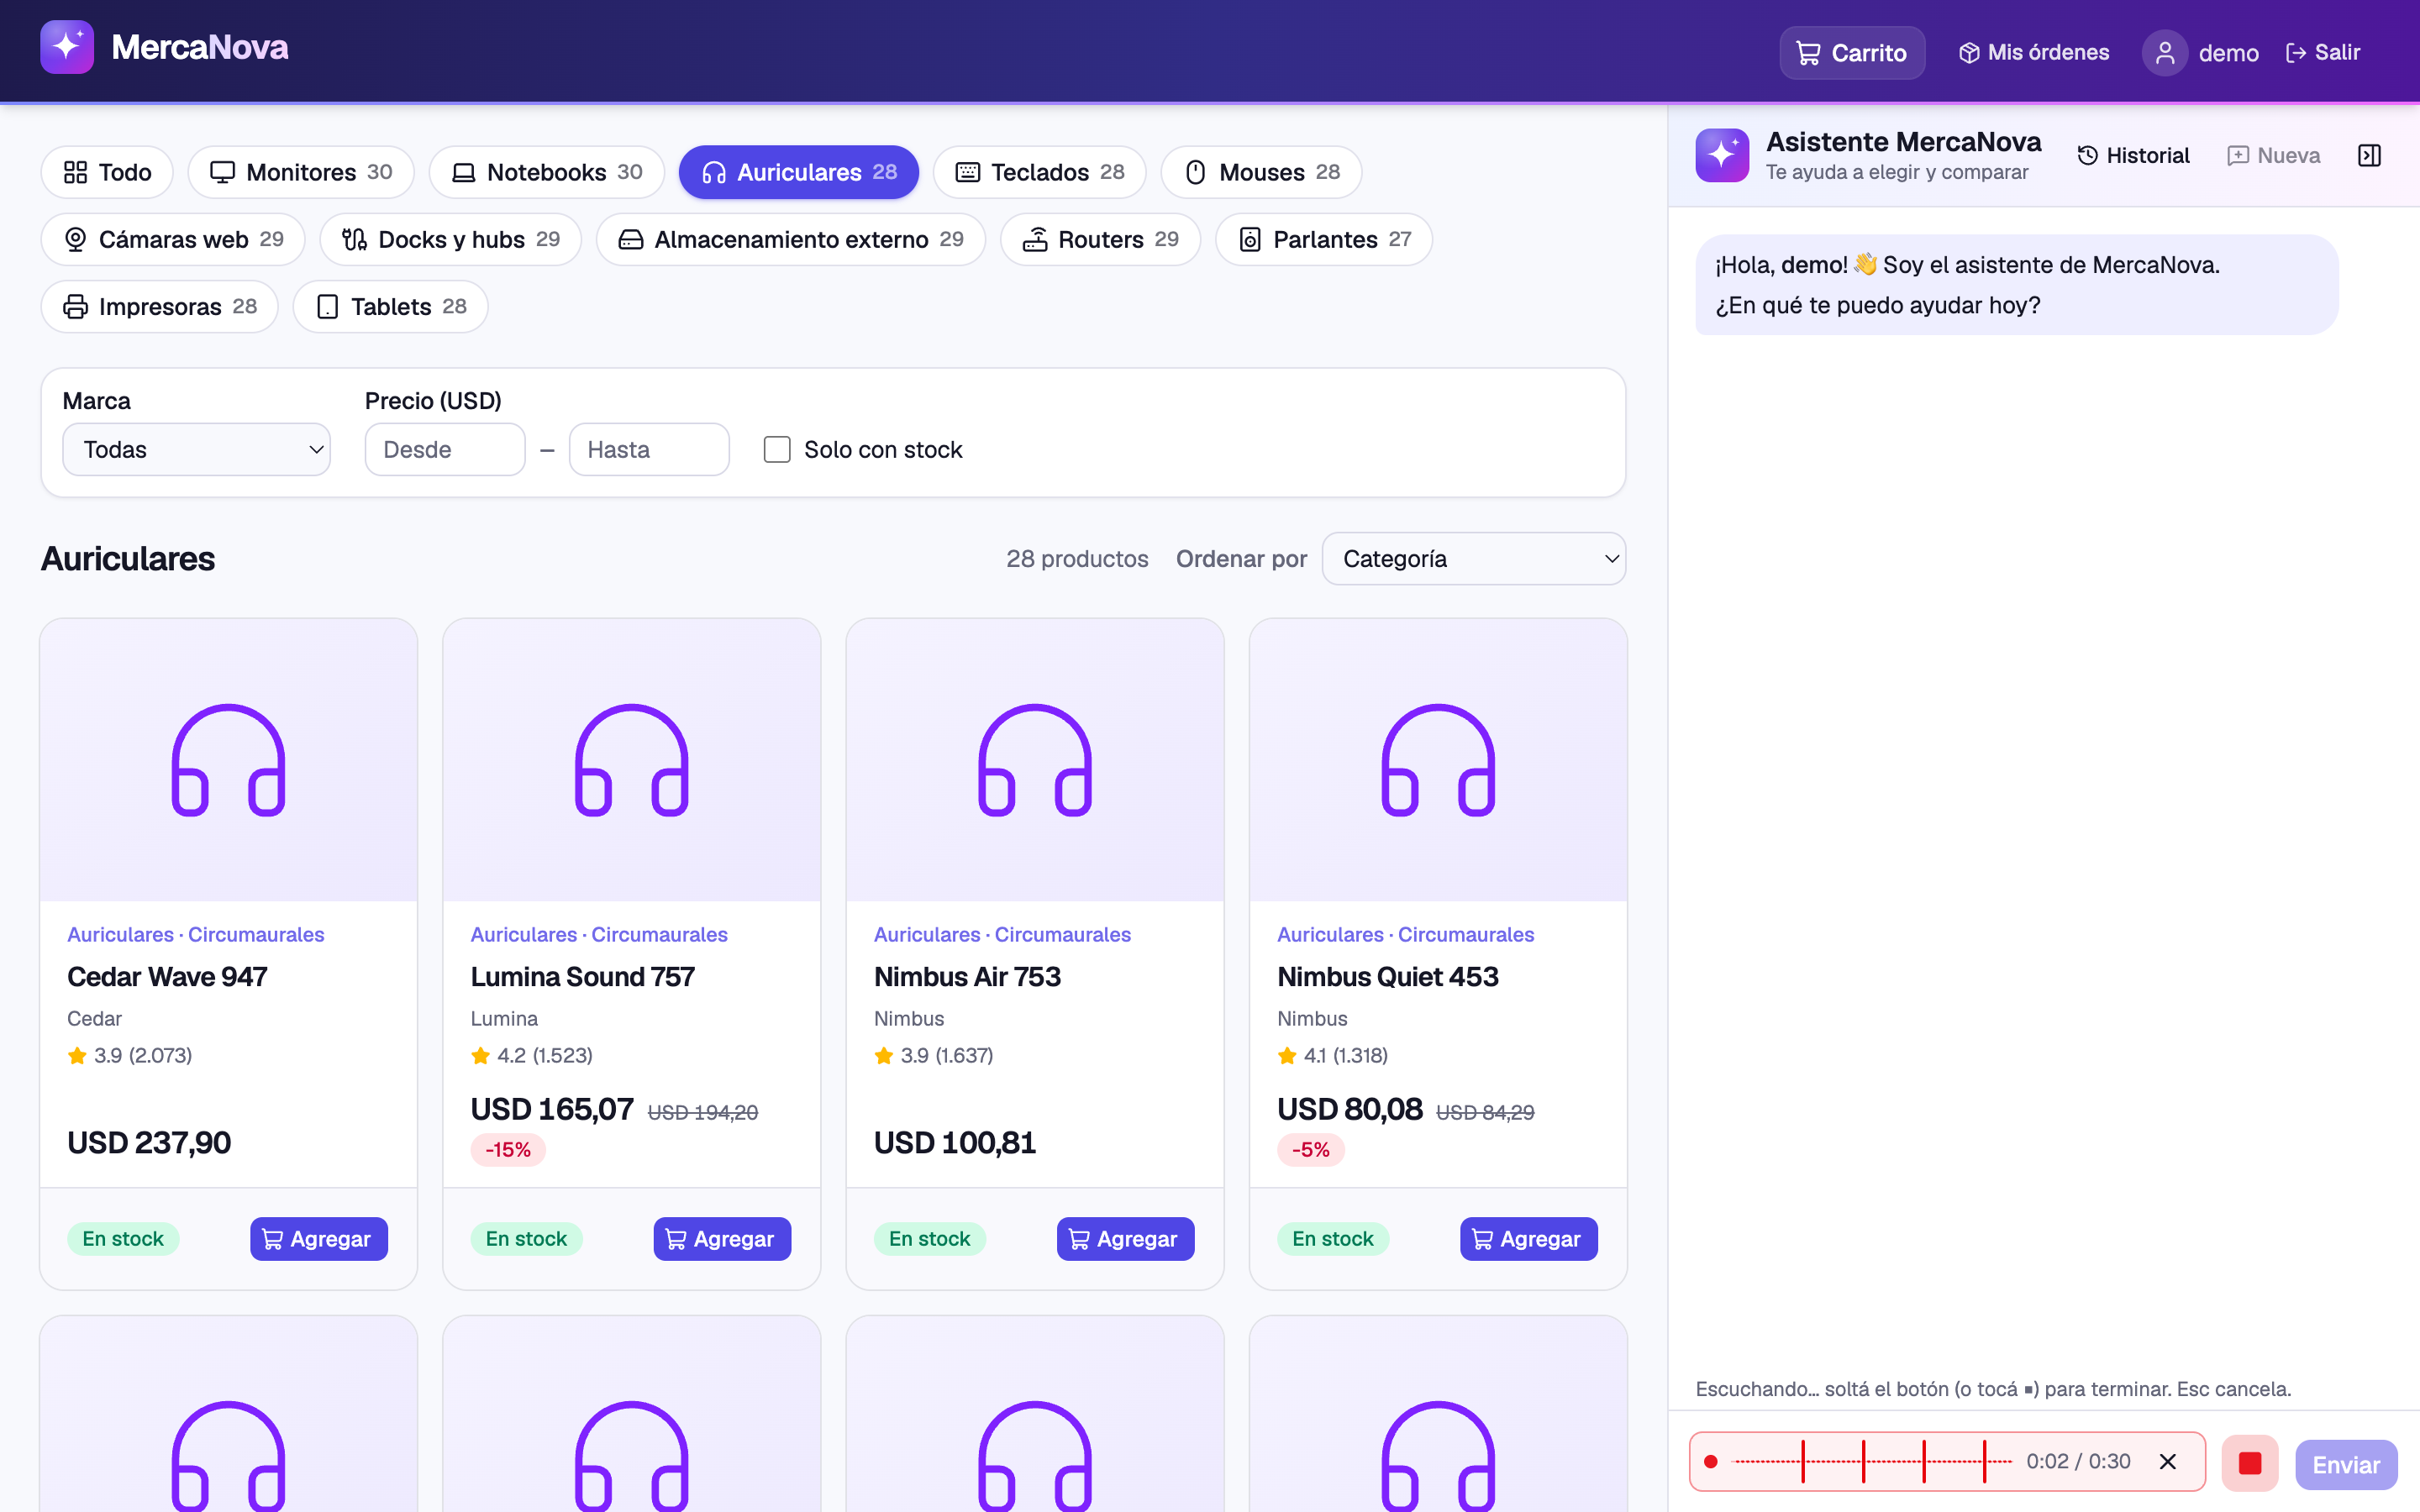 MercaNova
Carrito
Mis órdenes
demo
Salir
Todo
Monitores 30
Notebooks 30
Auriculares 28
Teclados 28
Mouses 28
Cámaras web 29
Docks y hubs 29
Almacenamiento externo 29
Routers 29
Parlantes 27
Impresoras 28
Tablets 28
Marca
Todas
Precio (USD)
Desde
–
Hasta
Solo con stock
Auriculares
28 productos
Ordenar por
Categoría
Auriculares · Circumaurales
Cedar Wave 947
Cedar
3.9 (2.073)
USD 237,90
En stock
Agregar
Auriculares · Circumaurales
Lumina Sound 757
Lumina
4.2 (1.523)
USD 165,07 USD 194,20
-15%
En stock
Agregar
Auriculares · Circumaurales
Nimbus Air 753
Nimbus
3.9 (1.637)
USD 100,81
En stock
Agregar
Auriculares · Circumaurales
Nimbus Quiet 453
Nimbus
4.1 (1.318)
USD 80,08 USD 84,29
-5%
En stock
Agregar
Asistente MercaNova
Te ayuda a elegir y comparar
Historial
Nueva
¡Hola, demo! 👋 Soy el asistente de MercaNova.
¿En qué te puedo ayudar hoy?
Escuchando... soltá el botón (o tocá ■) para terminar. Esc cancela.
0:02 / 0:30
Enviar